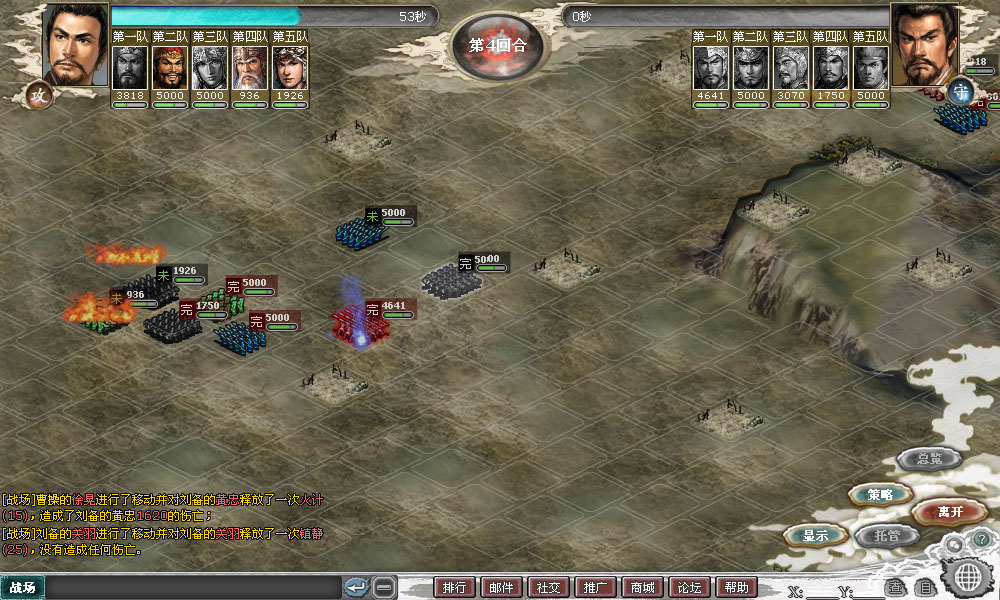 53秒
第4回合
0秒
第一队 第二队 第三队 第四队 第五队
第一队 第二队 第三队 第四队 第五队
3818 5000 5000 936 1926
4641 5000 3070 1750 5000
攻
守
18
未 5000
完 5000
未 1926
未 936
完 5000
完 1750
完 5000
完 4641
总览
策略
离开
显示
托管
[战场]曹操的徐晃进行了移动并对刘备的黄忠释放了一次火计
(15)，造成了刘备的黄忠1620的伤亡；
[战场]刘备的关羽进行了移动并对刘备的关羽释放了一次镇静
(25)，没有造成任何伤亡。
战场
排行 邮件 社交 推广 商城 论坛 帮助
X: Y:
查 自
?